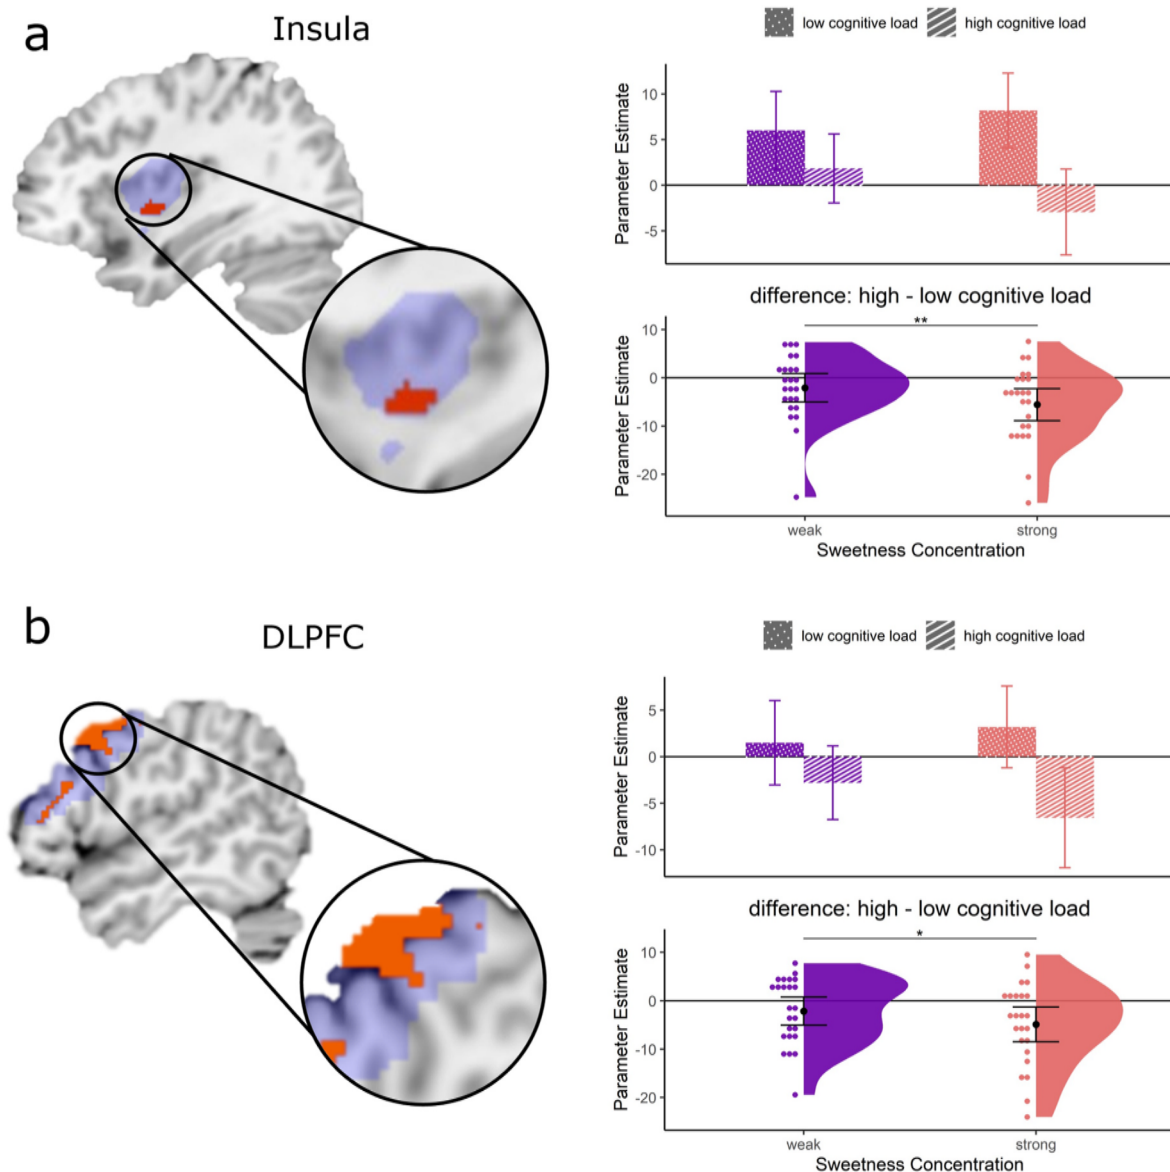 a
Insula
low cognitive load high cognitive load
Parameter Estimate
10
5
0
-5
difference: high - low cognitive load
**
Parameter Estimate
10
0
-10
-20
weak strong
Sweetness Concentration
b
DLPFC
low cognitive load high cognitive load
Parameter Estimate
5
0
-5
-10
difference: high - low cognitive load
*
Parameter Estimate
10
0
-10
-20
weak strong
Sweetness Concentration